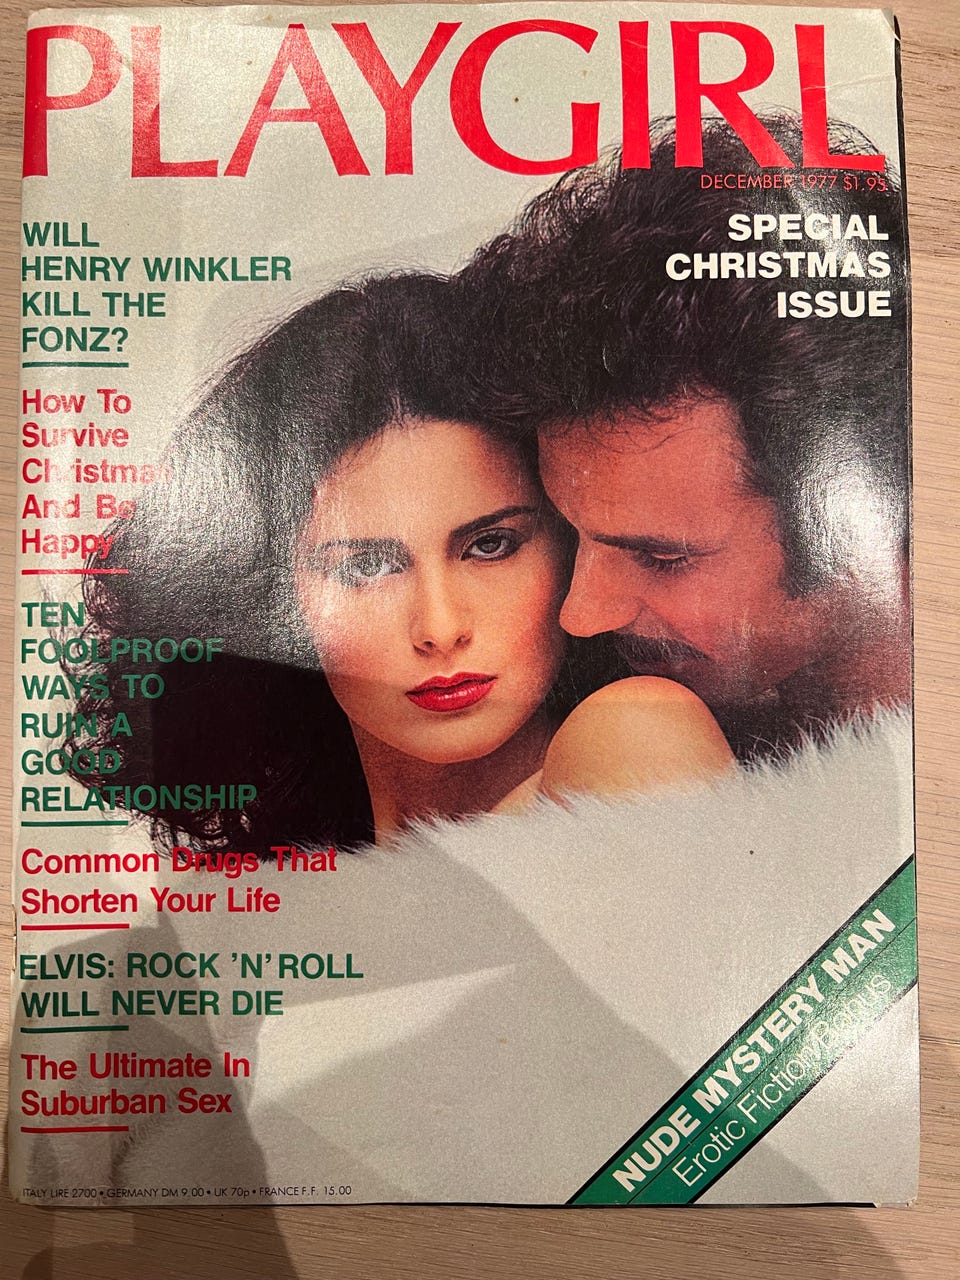 PLAYGIRL
DECEMBER 1977 $1.95
SPECIAL
CHRISTMAS
ISSUE
WILL
HENRY WINKLER
KILL THE
FONZ?
How To
Survive
Christmas
And Be
Happy
TEN
FOOLPROOF
WAYS TO
RUIN A
GOOD
RELATIONSHIP
Common Drugs That
Shorten Your Life
ELVIS: ROCK 'N' ROLL
WILL NEVER DIE
The Ultimate In
Suburban Sex
NUDE MYSTERY MAN
Erotic Fiction Bonus
ITALY LIRE 2700 • GERMANY DM 9.00 • UK 70p • FRANCE F.F. 15.00